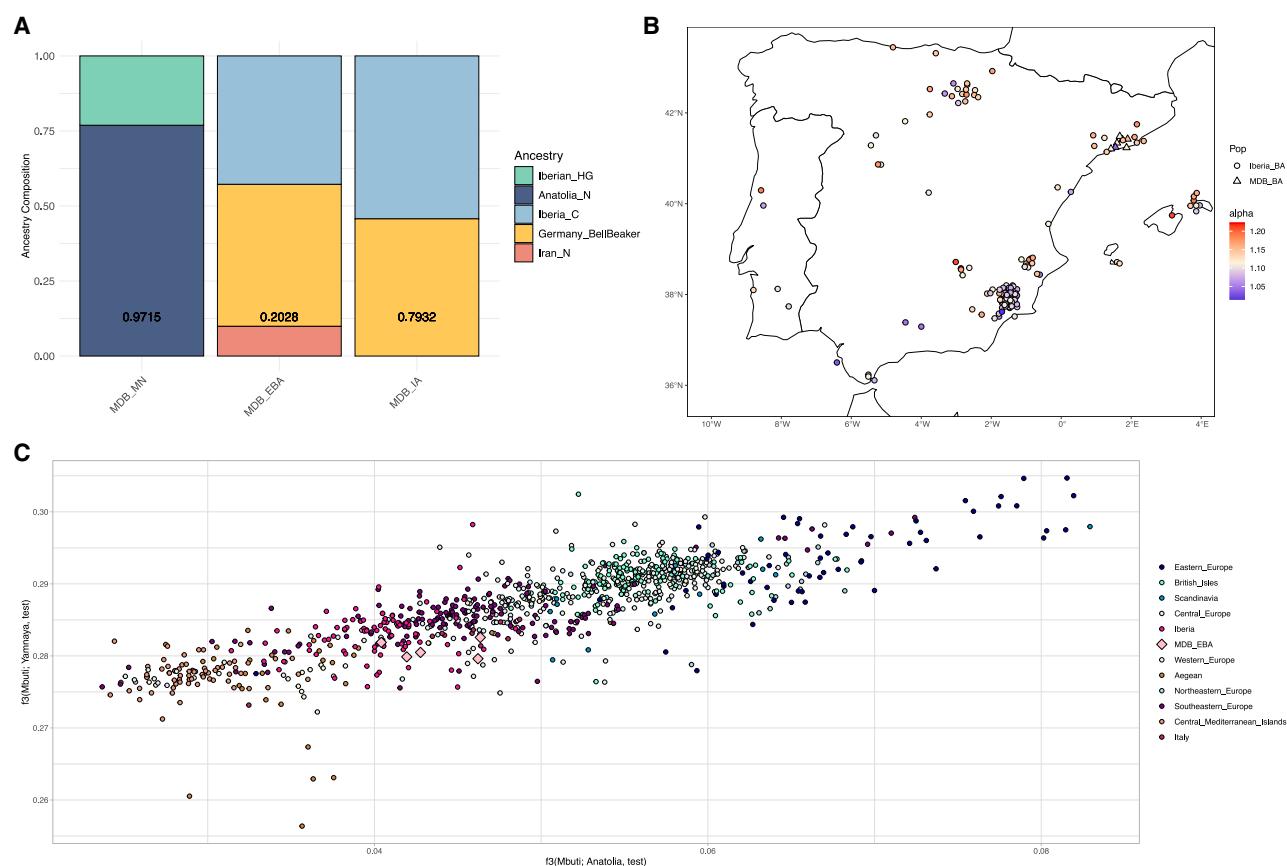 A
1.00
0.75
0.50
0.25
0.00
Ancestry Composition
0.9715
0.2028
0.7932
MDB_MN
MDB_EBA
MDB_IA
Ancestry
Iberian_HG
Anatolia_N
Iberia_C
Germany_BellBeaker
Iran_N
B
42°N
40°N
38°N
36°N
10°W
8°W
6°W
4°W
2°W
0°
2°E
4°E
Pop
Iberia_BA
MDB_BA
alpha
1.20
1.15
1.10
1.05
C
0.30
0.29
0.28
0.27
0.26
f3(Mbuti; Yamnaya, test)
0.04
0.06
0.08
f3(Mbuti; Anatolia, test)
Eastern_Europe
British_Isles
Scandinavia
Central_Europe
Iberia
MDB_EBA
Western_Europe
Aegean
Northeastern_Europe
Southeastern_Europe
Central_Mediterranean_Islands
Italy